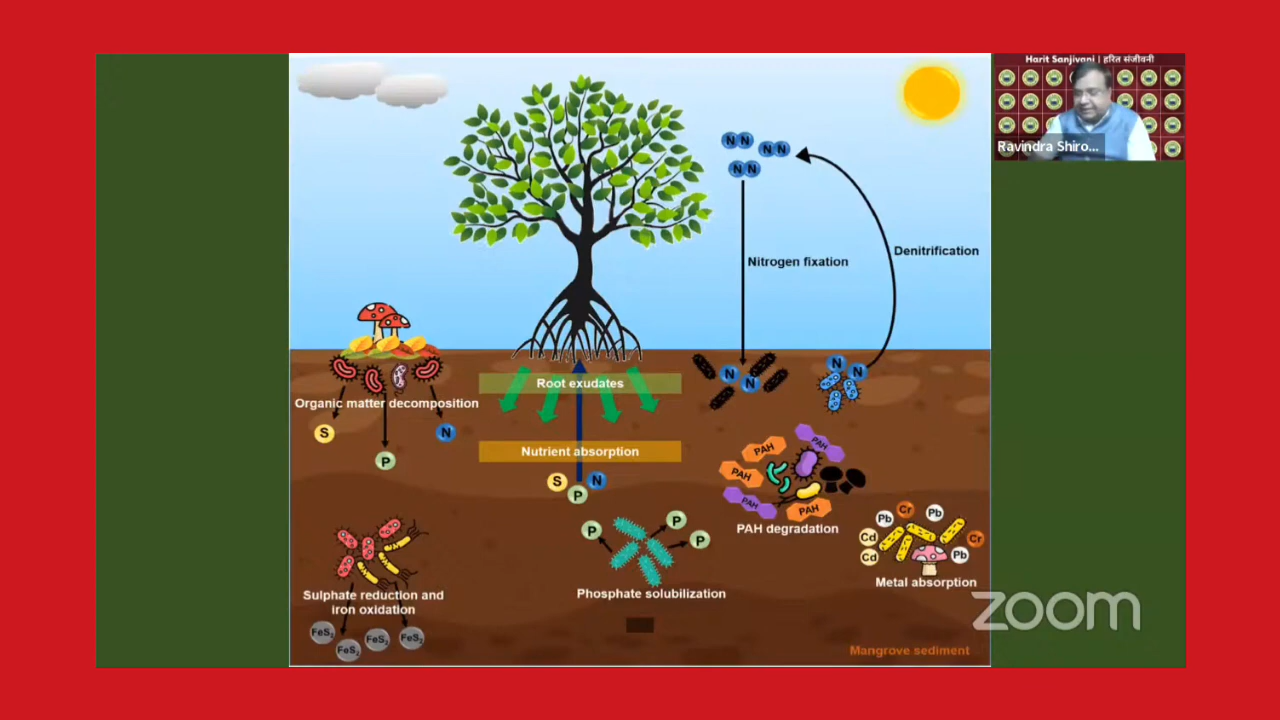 Harit Sanjivani | हरित संजीवनी
Ravindra Shiro...
N N
N N
N N
Nitrogen fixation
Denitrification
N
N
N
N
Root exudates
Organic matter decomposition
S
N
P
Nutrient absorption
S
N
P
PAH
PAH
PAH
PAH
PAH
PAH degradation
P
P
P
Phosphate solubilization
Pb
Cr
Pb
Cd
Cr
Cd
Pb
Metal absorption
Sulphate reduction and
iron oxidation
FeS2
FeS2
FeS2
FeS2
zoom
Mangrove sediment